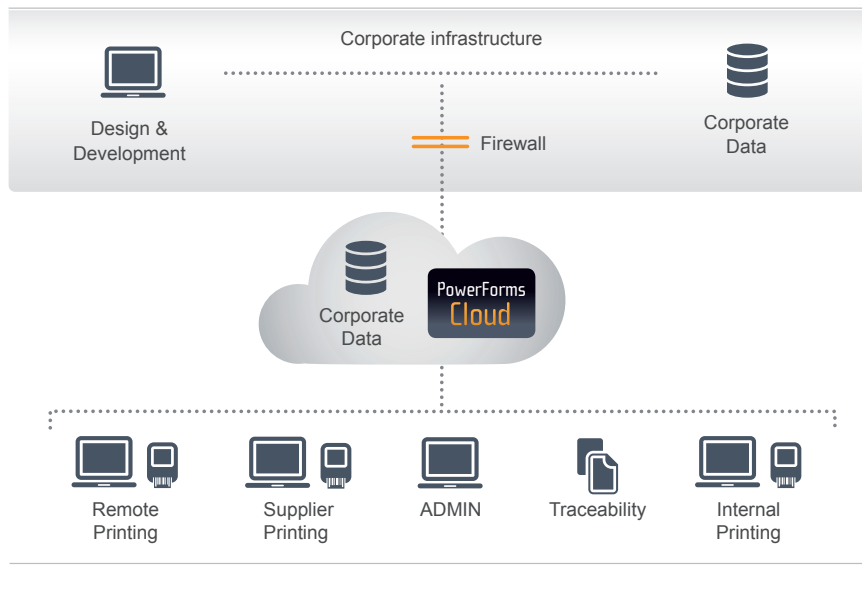 Corporate infrastructure
Design &
Development
Firewall
Corporate
Data
Corporate
Data
PowerForms
Cloud
Remote
Printing
Supplier
Printing
ADMIN
Traceability
Internal
Printing